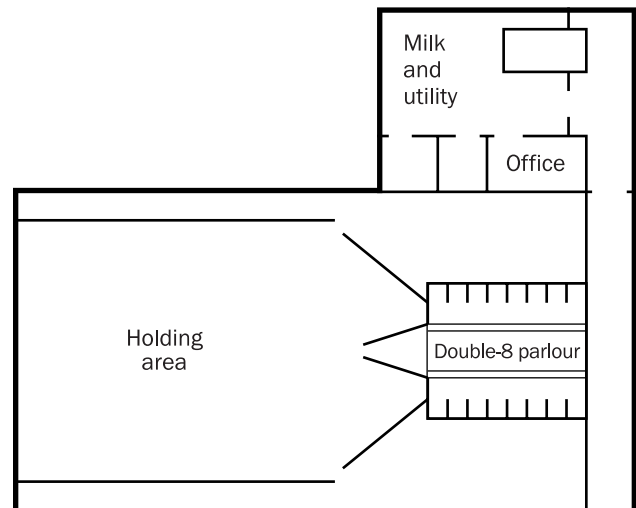 Milk
and
utility
Office
Holding
area
Double-8 parlour